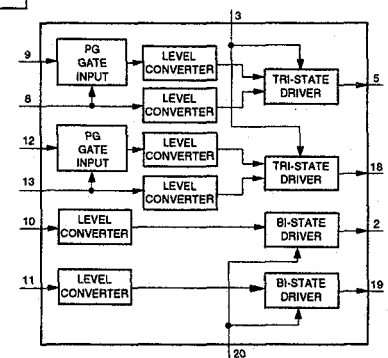 3
9
PG
GATE
INPUT
LEVEL
CONVERTER
TRI-STATE
DRIVER
5
8
LEVEL
CONVERTER
12
PG
GATE
INPUT
LEVEL
CONVERTER
TRI-STATE
DRIVER
18
13
LEVEL
CONVERTER
10
LEVEL
CONVERTER
BI-STATE
DRIVER
2
11
LEVEL
CONVERTER
BI-STATE
DRIVER
19
20